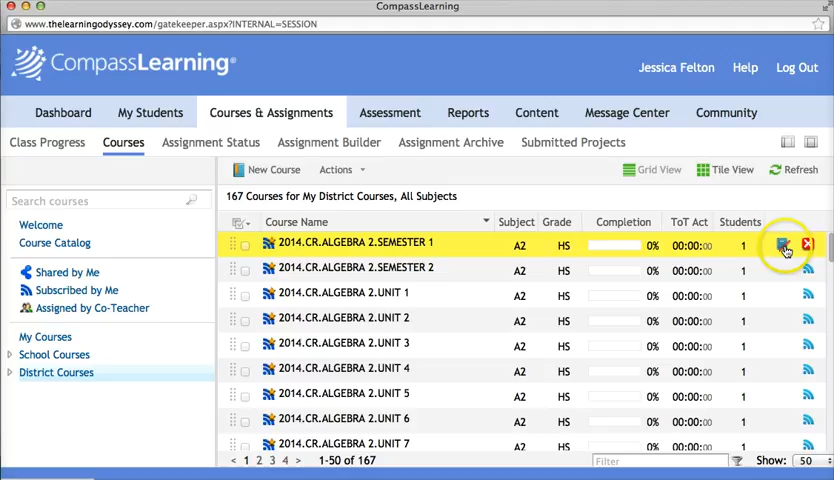 CompassLearning
www.thelearningodyssey.com/gatekeeper.aspx?INTERNAL=SESSION
CompassLearning®
Jessica Felton Help Log Out
Dashboard My Students Courses & Assignments Assessment Reports Content Message Center Community
Class Progress Courses Assignment Status Assignment Builder Assignment Archive Submitted Projects
New Course Actions Grid View Tile View Refresh
Search courses
167 Courses for My District Courses, All Subjects
Welcome
Course Catalog
Shared by Me
Subscribed by Me
Assigned by Co-Teacher
My Courses
School Courses
District Courses
Course Name Subject Grade Completion ToT Act Students
2014.CR.ALGEBRA 2.SEMESTER 1 A2 HS 0% 00:00:00 1
2014.CR.ALGEBRA 2.SEMESTER 2 A2 HS 0% 00:00:00 1
2014.CR.ALGEBRA 2.UNIT 1 A2 HS 0% 00:00:00 1
2014.CR.ALGEBRA 2.UNIT 2 A2 HS 0% 00:00:00 1
2014.CR.ALGEBRA 2.UNIT 3 A2 HS 0% 00:00:00 1
2014.CR.ALGEBRA 2.UNIT 4 A2 HS 0% 00:00:00 1
2014.CR.ALGEBRA 2.UNIT 5 A2 HS 0% 00:00:00 1
2014.CR.ALGEBRA 2.UNIT 6 A2 HS 0% 00:00:00 1
2014.CR.ALGEBRA 2.UNIT 7 A2 HS 0% 00:00:00 1
< 1 2 3 4 > 1-50 of 167 Filter Show: 50